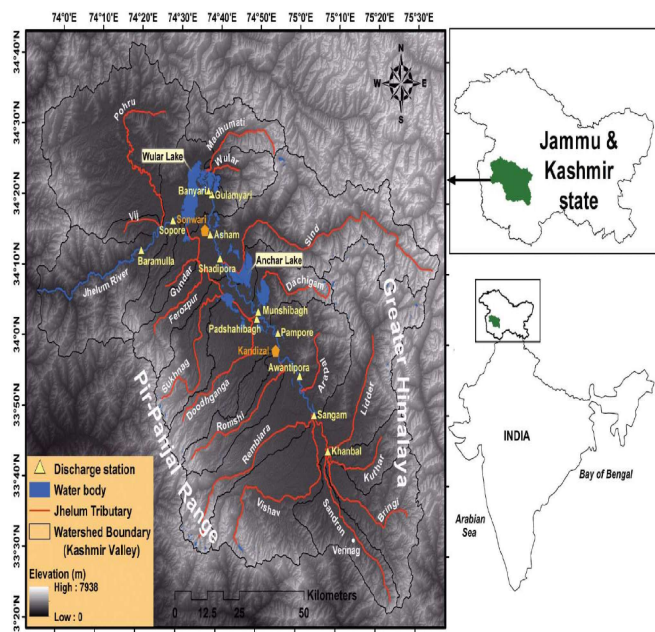 74°0'E 74°10'E 74°20'E 74°30'E 74°40'E 74°50'E 75°0'E 75°10'E 75°25'E 75°35'E
34°40'N
34°30'N
34°20'N
34°10'N
34°0'N
33°50'N
33°40'N
33°30'N
33°20'N
N
W E
S
Pohru
Madhumati
Wular Lake
Wular
Banyari
Gulamyari
Vij
Sonwari
Sopore
Asham
Sind
Baramulla
Anchar Lake
Shadipora
Jhelum River
Gundar
Dachigam
Ferozpur
Munshibagh
Padshahibagh
Pampore
Kandizal
Greater Himalaya
Sukhnag
Doodhganga
Awantipora
Arapal
Lidder
Pir-Panjal Range
Romshi
Sangam
Rembiara
Khanbal
Kuthar
Vishav
Sandran
Bringi
Vernag
Discharge station
Water body
Jhelum Tributary
Watershed Boundary
(Kashmir Valley)
Elevation (m)
High : 7938
Low : 0
Kilometers
0 12.5 25 50
Jammu &
Kashmir
state
INDIA
Bay of Bengal
Arabian
Sea